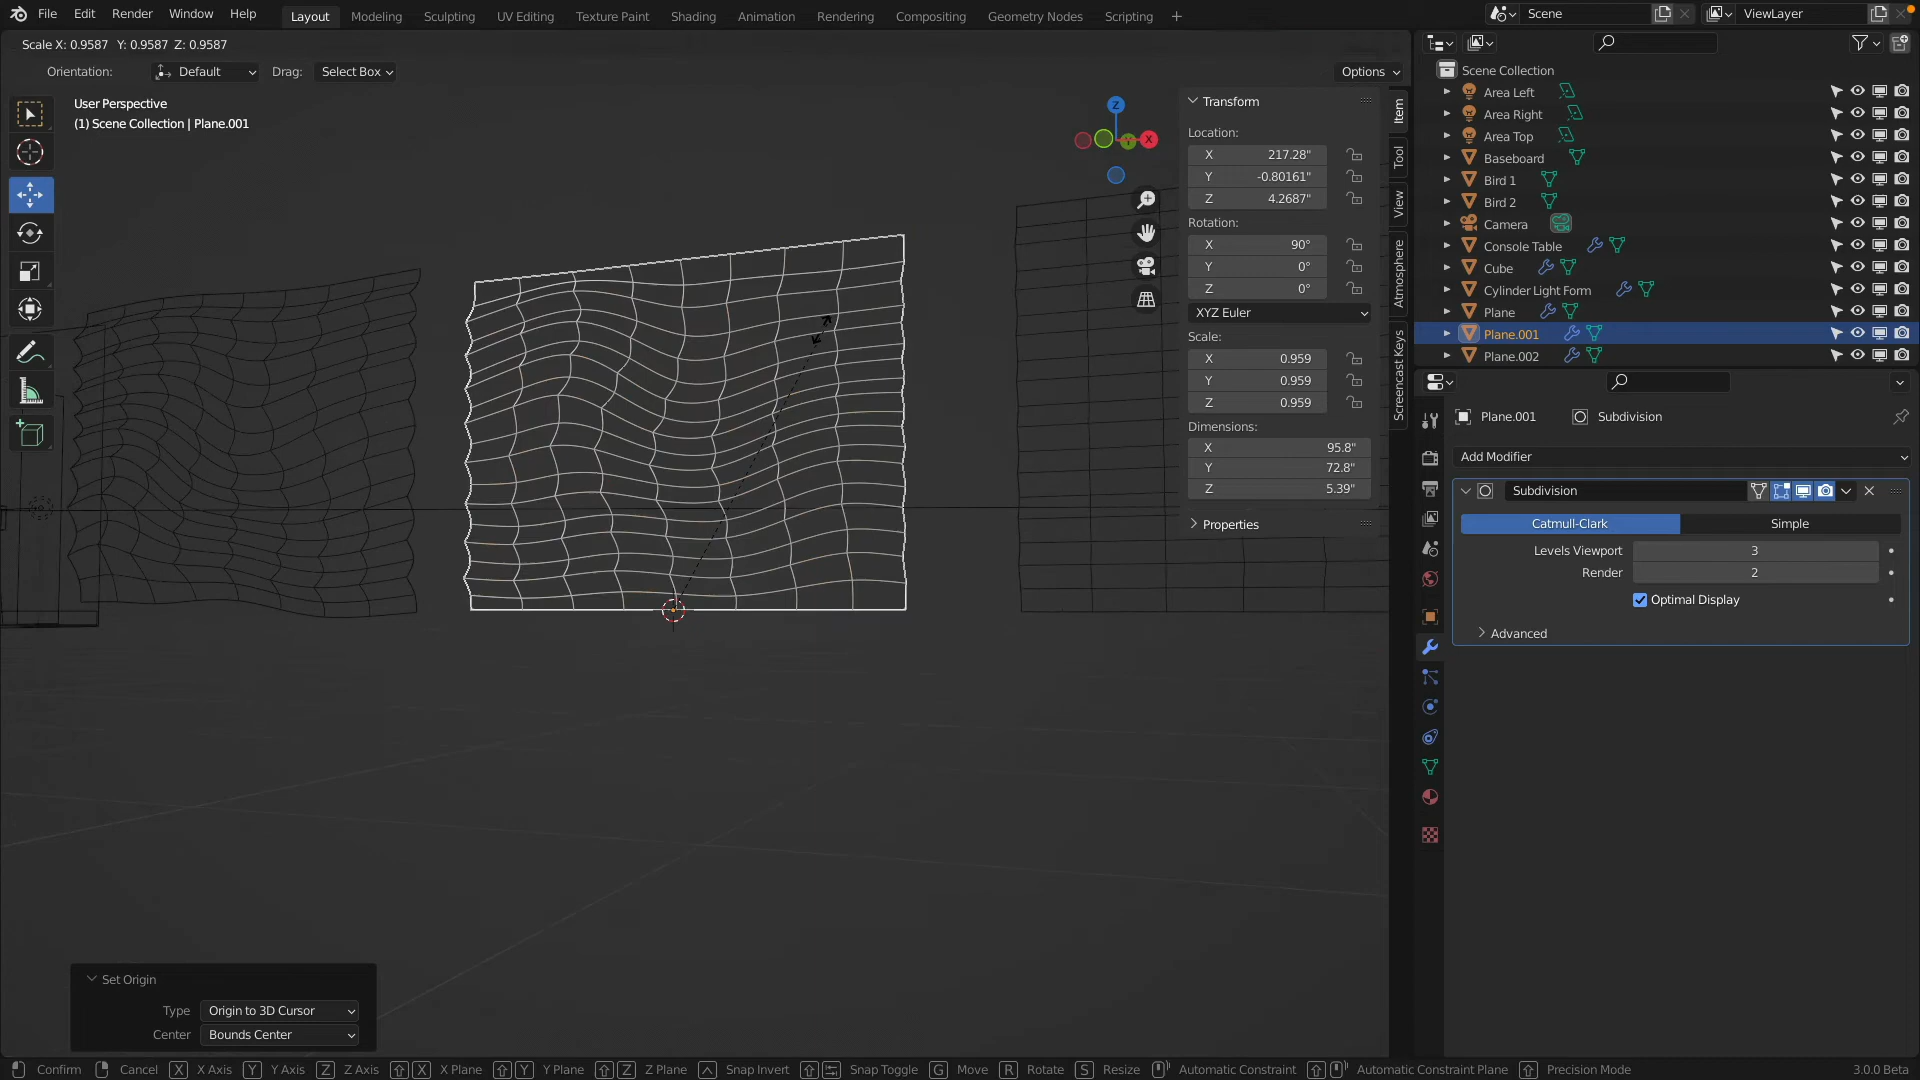 File Edit Render Window Help Layout Modeling Sculpting UV Editing Texture Paint Shading Animation Rendering Compositing Geometry Nodes Scripting + Scene ViewLayer
Scale X: 0.9587 Y: 0.9587 Z: 0.9587
Orientation: Default Drag: Select Box Options
User Perspective
(1) Scene Collection | Plane.001
Z
X
Y
Transform
Location:
X 217.28"
Y -0.80161"
Z 4.2687"
Rotation:
X 90°
Y 0°
Z 0°
XYZ Euler
Scale:
X 0.959
Y 0.959
Z 0.959
Dimensions:
X 95.8"
Y 72.8"
Z 5.39"
Properties
Item
Tool
View
Atmosphere
Screencast Keys
Scene Collection
Area Left
Area Right
Area Top
Baseboard
Bird 1
Bird 2
Camera
Console Table
Cube
Cylinder Light Form
Plane
Plane.001
Plane.002
Plane.001 Subdivision
Add Modifier
Subdivision
Catmull-Clark Simple
Levels Viewport 3
Render 2
Optimal Display
Advanced
Set Origin
Type Origin to 3D Cursor
Center Bounds Center
Confirm Cancel X X Axis Y Y Axis Z Z Axis X X Plane Y Y Plane Z Z Plane Snap Invert Snap Toggle G Move R Rotate S Resize Automatic Constraint Automatic Constraint Plane Precision Mode 3.0.0 Beta